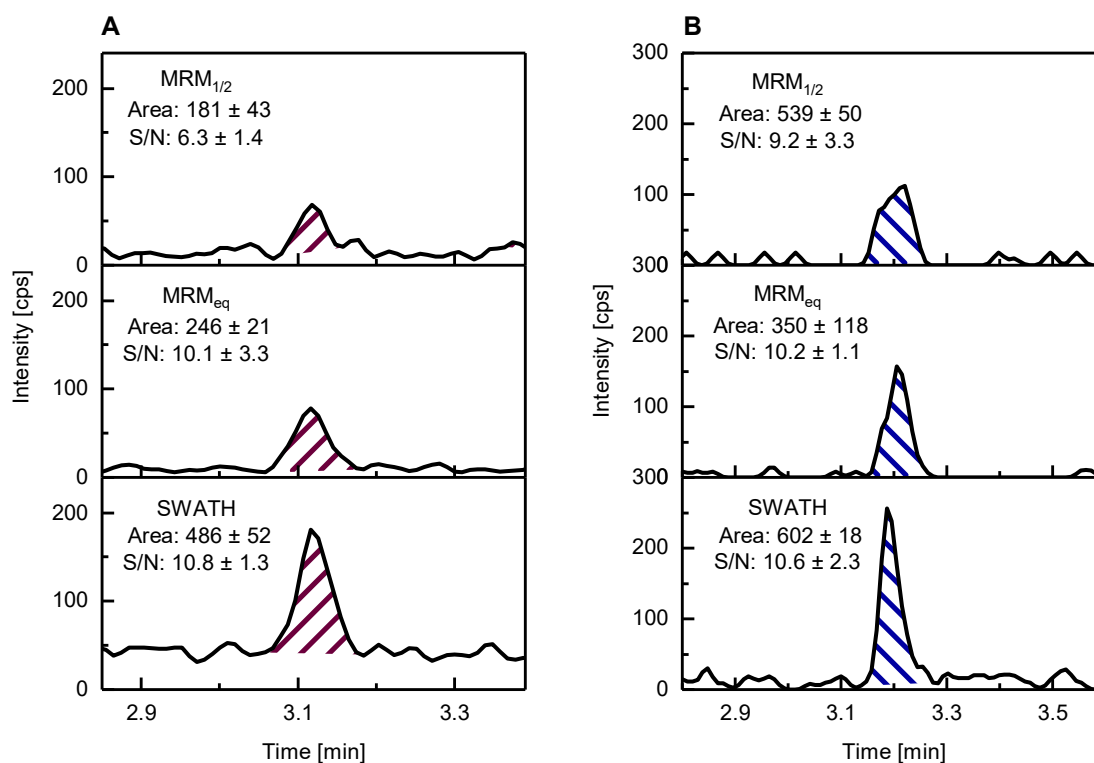 A
Intensity [cps]
200
100
0
MRM1/2
Area: 181 ± 43
S/N: 6.3 ± 1.4
200
100
0
MRMeq
Area: 246 ± 21
S/N: 10.1 ± 3.3
200
100
0
SWATH
Area: 486 ± 52
S/N: 10.8 ± 1.3
2.9 3.1 3.3
Time [min]
B
Intensity [cps]
300
200
100
0
MRM1/2
Area: 539 ± 50
S/N: 9.2 ± 3.3
300
200
100
0
MRMeq
Area: 350 ± 118
S/N: 10.2 ± 1.1
300
200
100
0
SWATH
Area: 602 ± 18
S/N: 10.6 ± 2.3
2.9 3.1 3.3 3.5
Time [min]